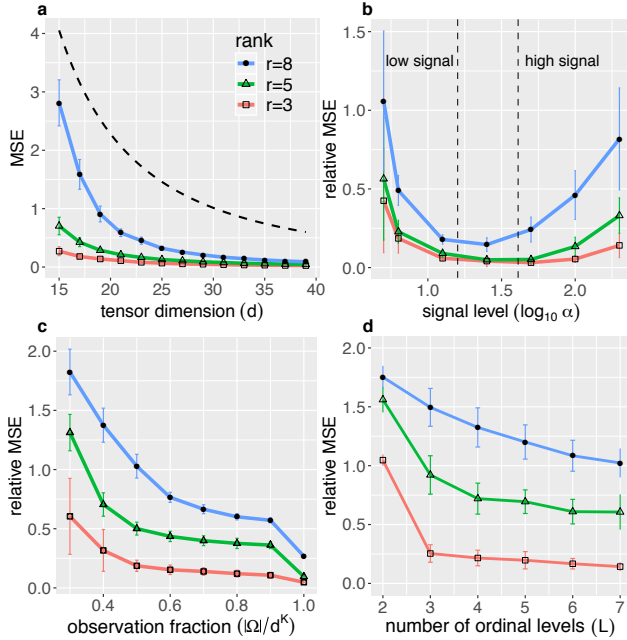 a
MSE
4
3
2
1
0
rank
r=8
r=5
r=3
15 20 25 30 35 40
tensor dimension (d)
b
relative MSE
1.5
1.0
0.5
0.0
low signal
high signal
1.0 1.5 2.0
signal level (log₁₀ α)
c
relative MSE
2.0
1.5
1.0
0.5
0.0
0.4 0.6 0.8 1.0
observation fraction (|Ω|/dᴷ)
d
relative MSE
2.0
1.5
1.0
0.5
0.0
2 3 4 5 6 7
number of ordinal levels (L)